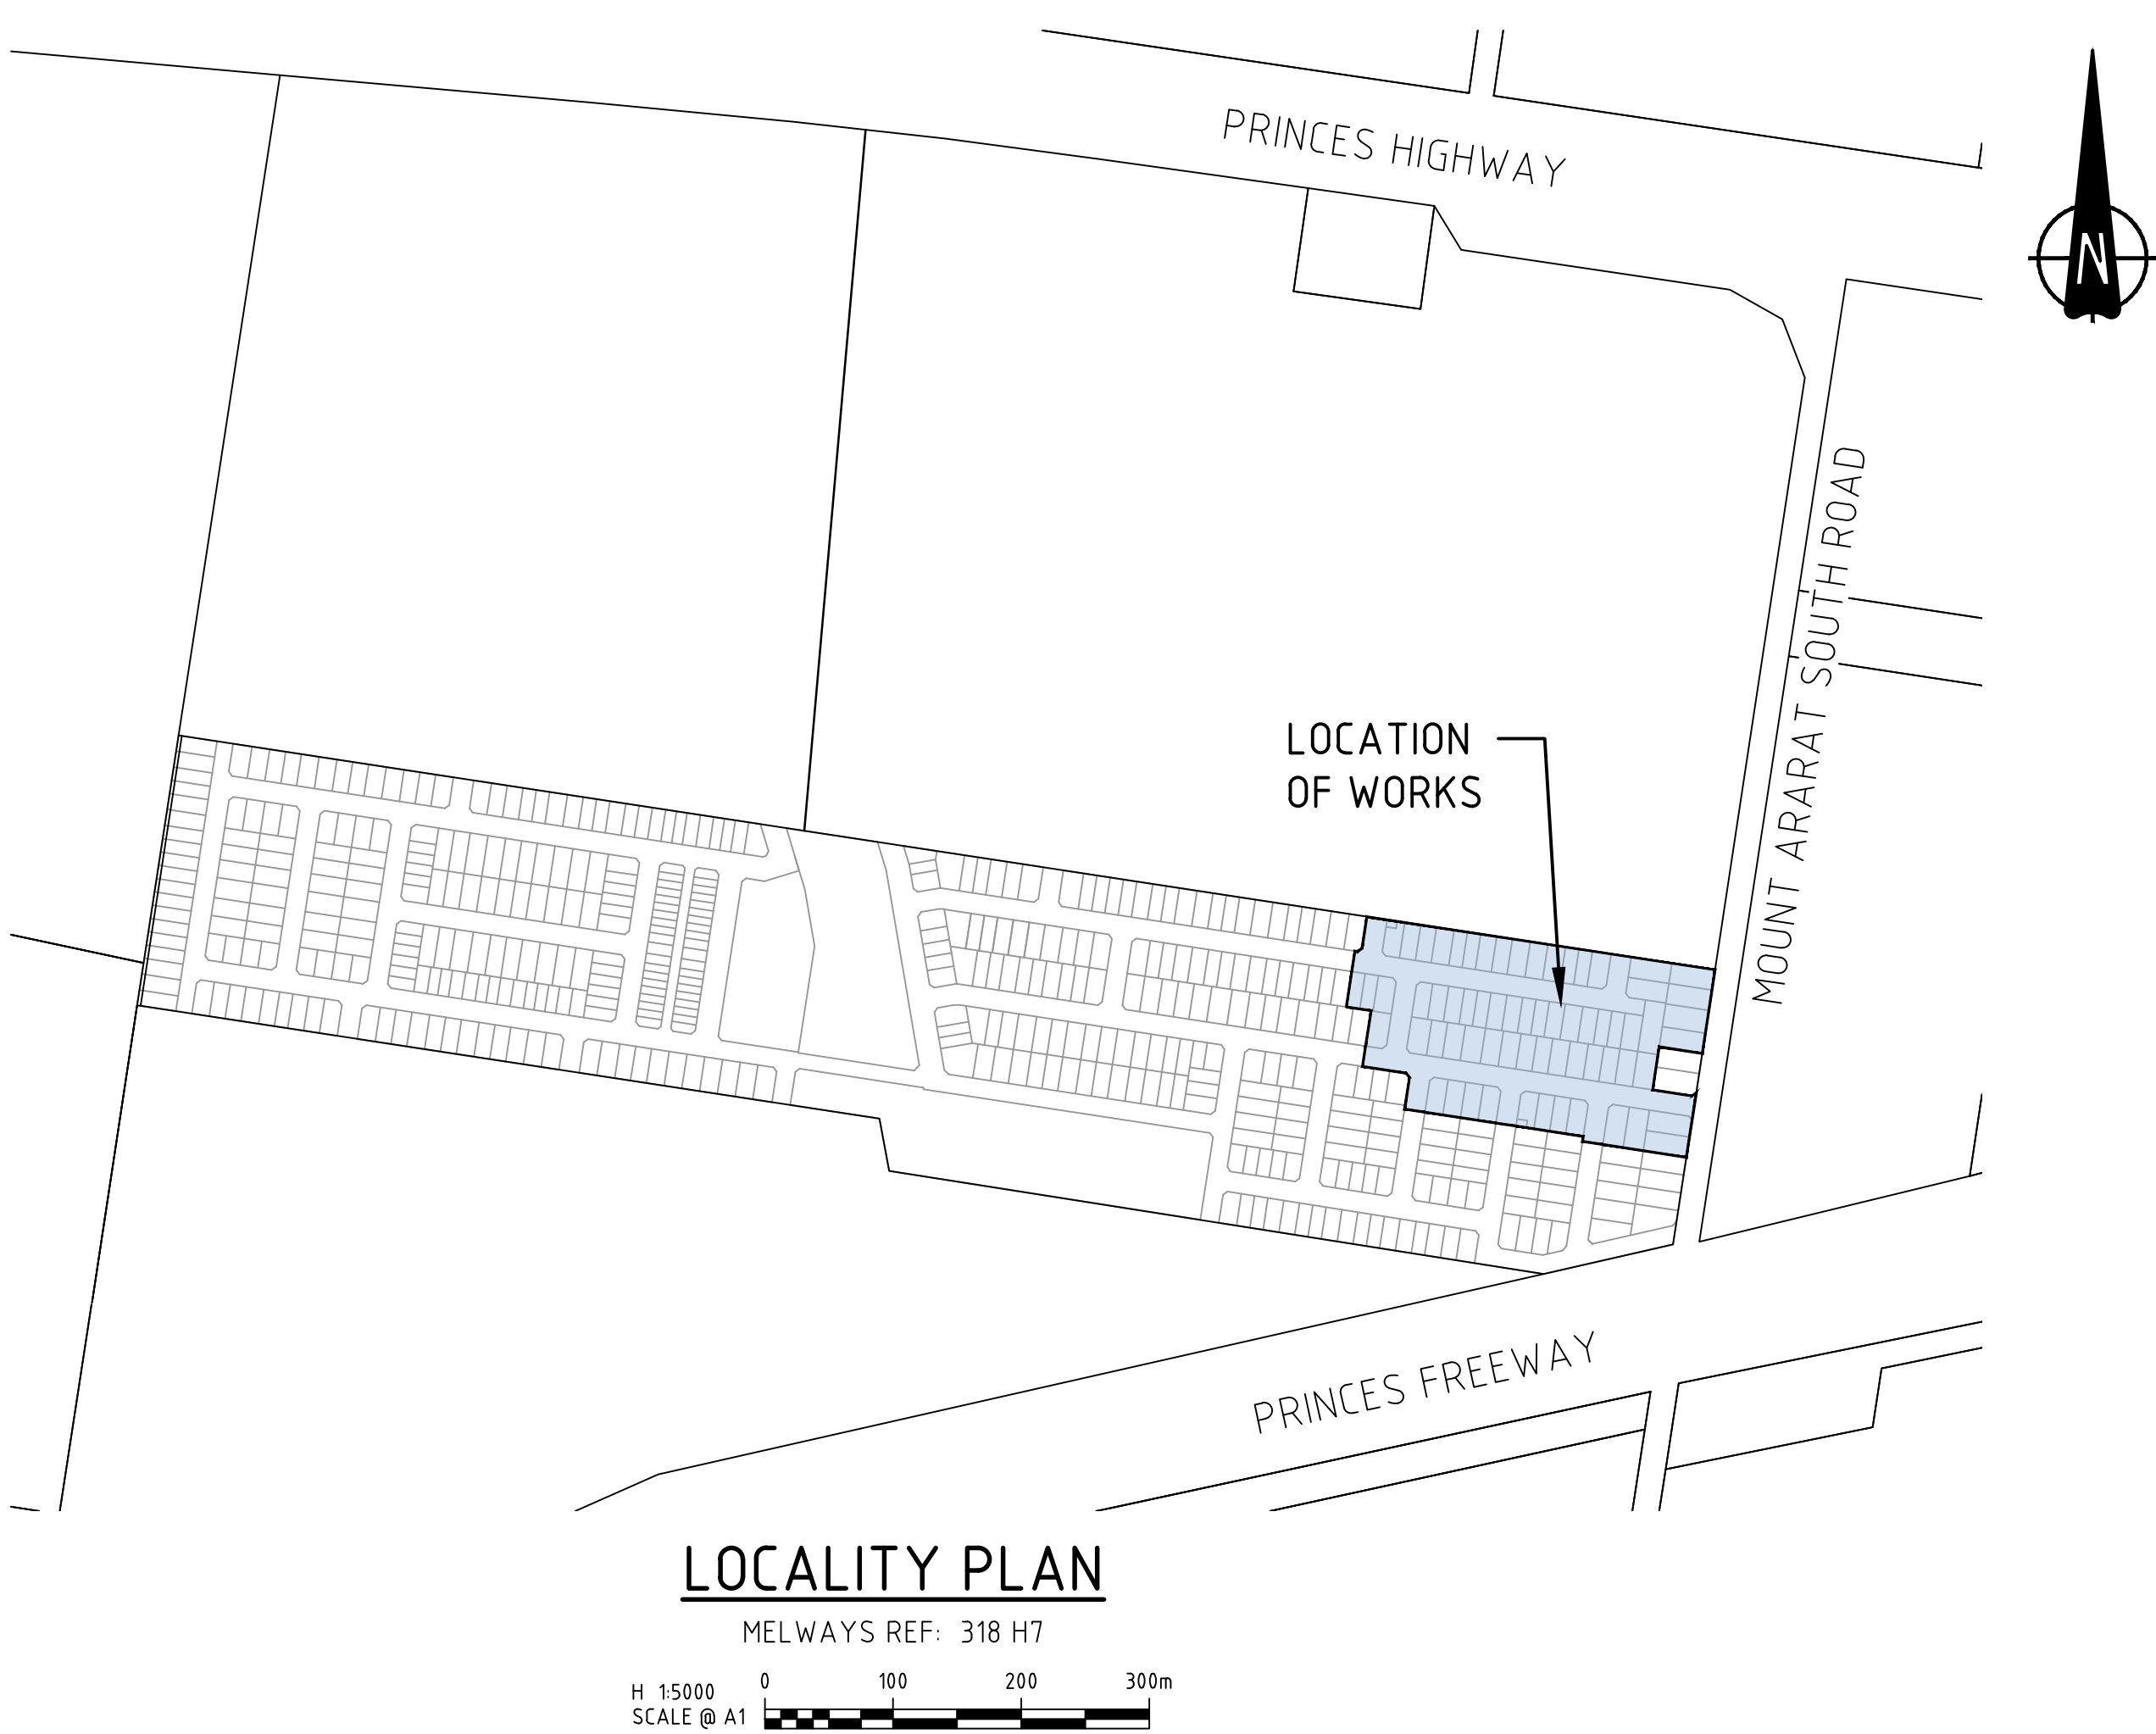 PRINCES HIGHWAY
N
MOUNT ARARAT SOUTH ROAD
LOCATION
OF WORKS
PRINCES FREEWAY
LOCALITY PLAN
MELWAYS REF: 318 H7
H 1:5000
SCALE @ A1
0 100 200 300m